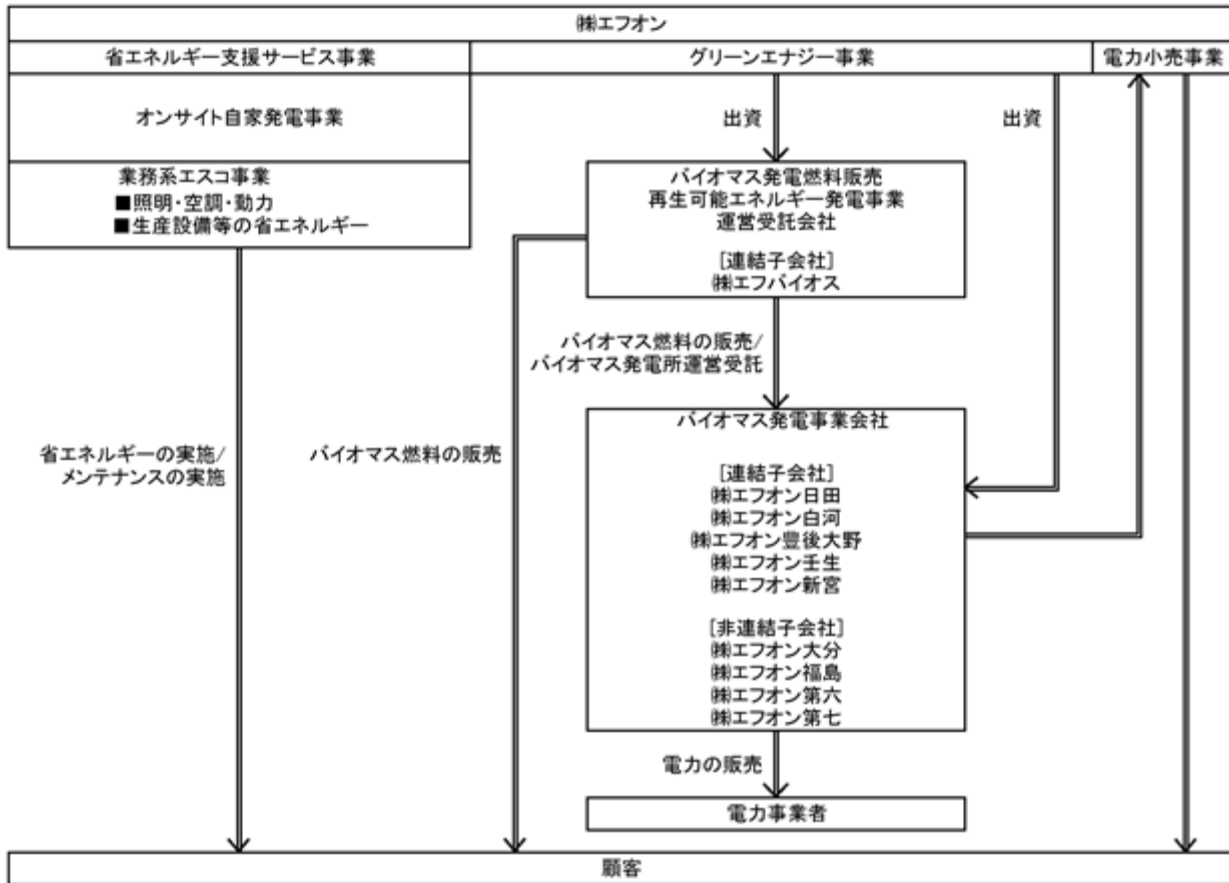 ㈱エフオン
省エネルギー支援サービス事業
グリーンエナジー事業
電力小売事業
オンサイト自家発電事業
業務系エスコ事業
■照明・空調・動力
■生産設備等の省エネルギー
出資
出資
バイオマス発電燃料販売
再生可能エネルギー発電事業
運営受託会社
[連結子会社]
㈱エフバイオス
バイオマス燃料の販売/
バイオマス発電所運営受託
省エネルギーの実施/
メンテナンスの実施
バイオマス燃料の販売
バイオマス発電事業会社
[連結子会社]
㈱エフオン日田
㈱エフオン白河
㈱エフオン豊後大野
㈱エフオン壬生
㈱エフオン新宮
[非連結子会社]
㈱エフオン大分
㈱エフオン福島
㈱エフオン第六
㈱エフオン第七
電力の販売
電力事業者
顧客